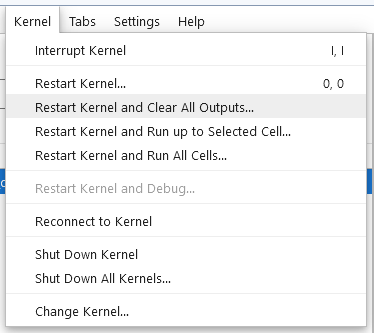 Kernel Tabs Settings Help
Interrupt Kernel I, I
Restart Kernel... 0, 0
Restart Kernel and Clear All Outputs...
Restart Kernel and Run up to Selected Cell...
Restart Kernel and Run All Cells...
Restart Kernel and Debug...
Reconnect to Kernel
Shut Down Kernel
Shut Down All Kernels...
Change Kernel...